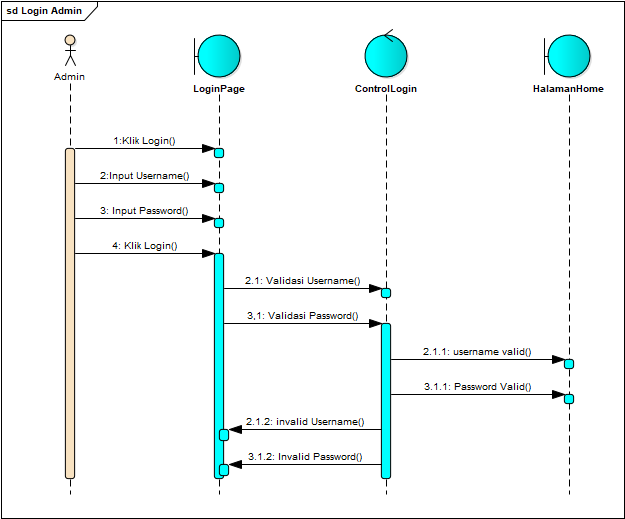 sd Login Admin
Admin
LoginPage
ControlLogin
HalamanHome
1:Klik Login()
2:Input Username()
3: Input Password()
4: Klik Login()
2.1: Validasi Username()
3,1: Validasi Password()
2.1.1: username valid()
3.1.1: Password Valid()
2.1.2: invalid Username()
3.1.2: Invalid Password()